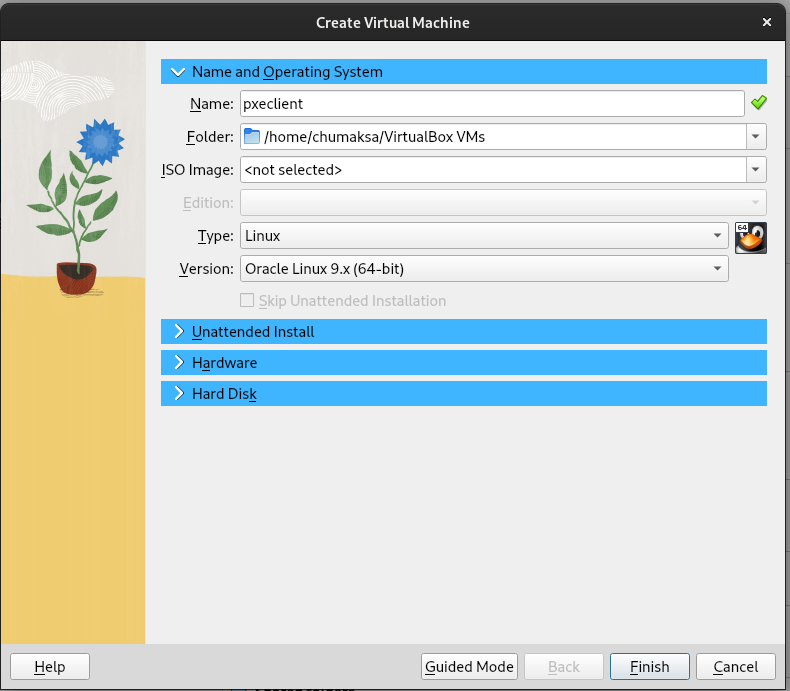 Create Virtual Machine
Name and Operating System
Name: pxeclient
Folder: /home/chumaksa/VirtualBox VMs
ISO Image: <not selected>
Edition:
Type: Linux
64
Version: Oracle Linux 9.x (64-bit)
Skip Unattended Installation
Unattended Install
Hardware
Hard Disk
Help Guided Mode Back Finish Cancel